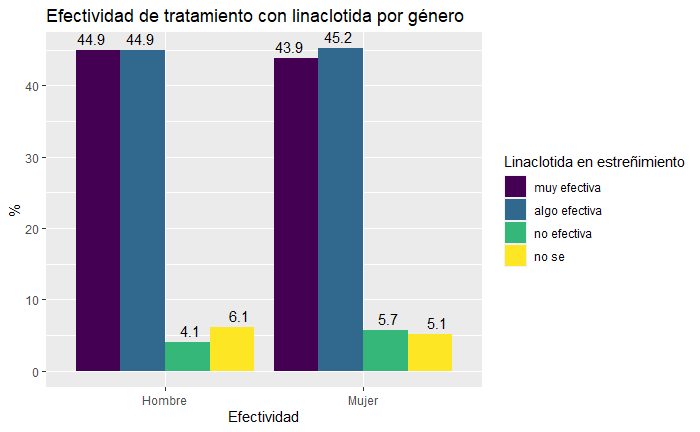 Efectividad de tratamiento con linaclotida por género
44.9
44.9
4.1
6.1
43.9
45.2
5.7
5.1
40
30
20
10
0
%
Hombre
Mujer
Efectividad
Linaclotida en estreñimiento
muy efectiva
algo efectiva
no efectiva
no se